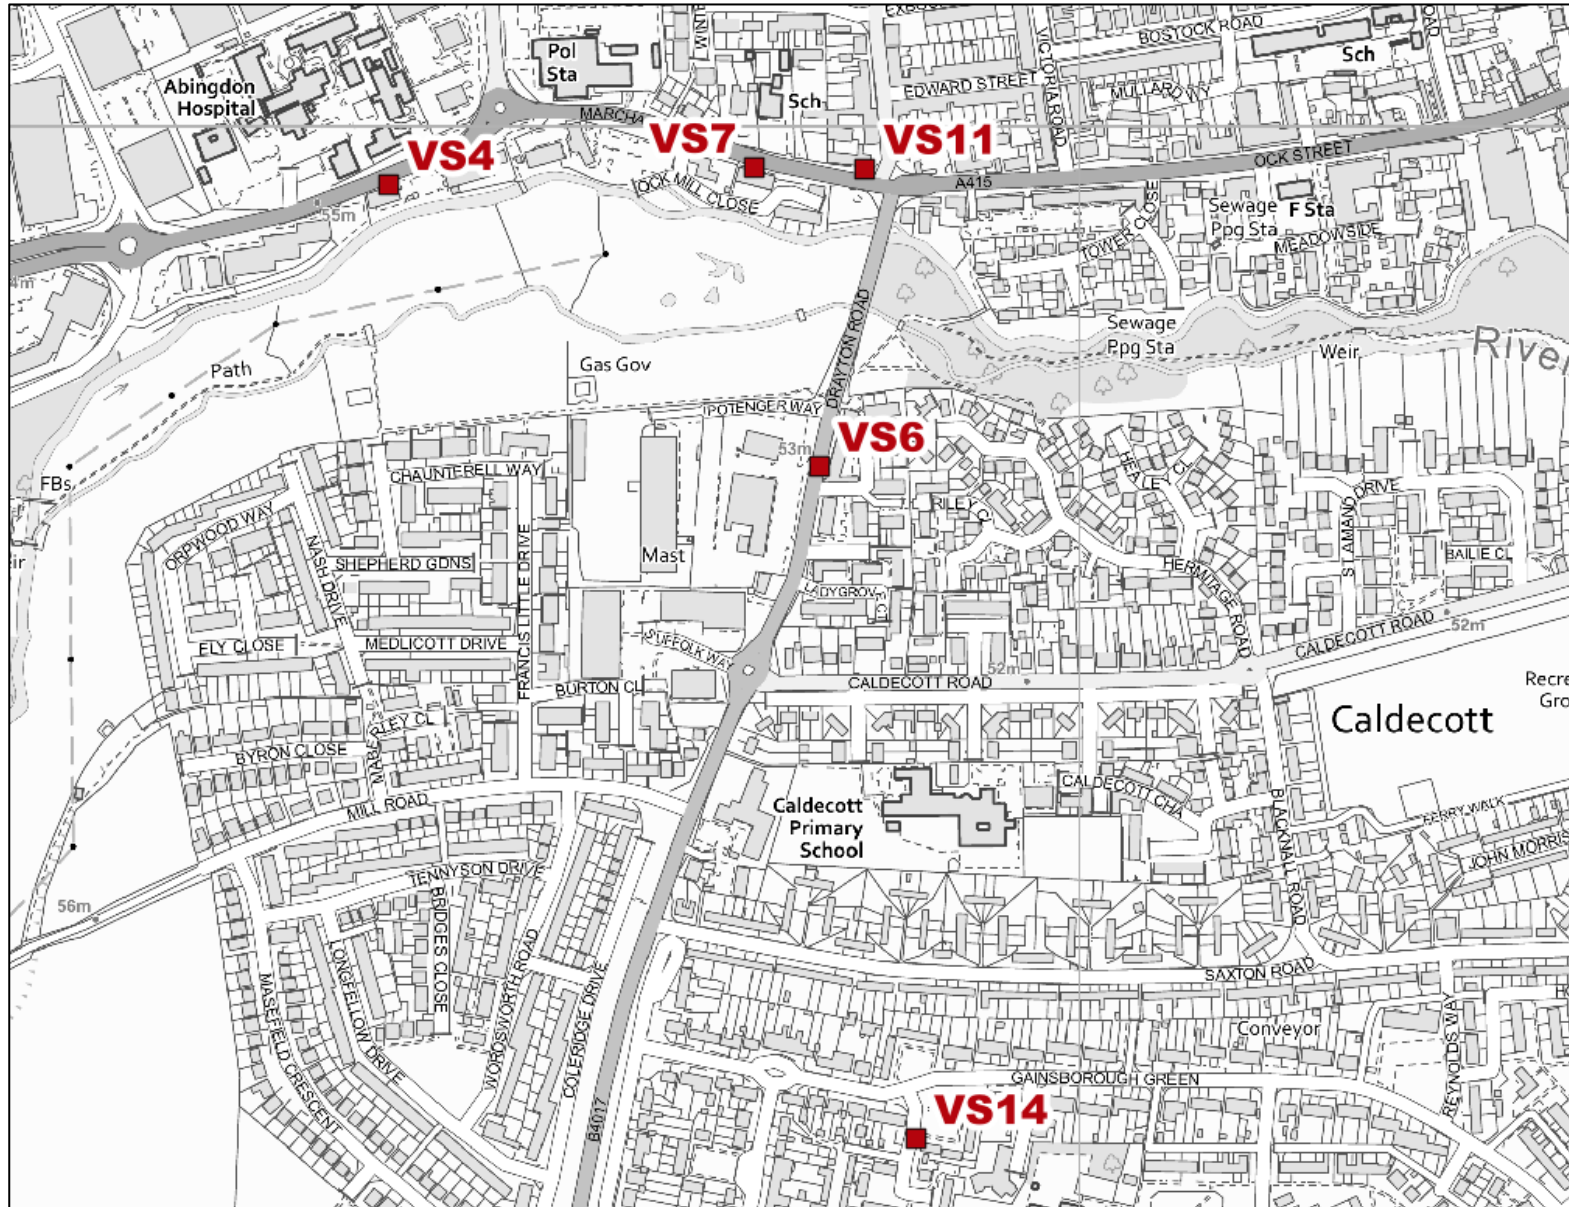 BOSTOCK ROAD
Pol
Sta
Sch
VICTORIA ROAD
Abingdon
Hospital
EDWARD STREET
MULLARD WY
Sch
MARCHA
VS4
VS7
VS11
OCK STREET
A415
OCK MILL CLOSE
55m
Sewage
Ppg Sta
F Sta
TOWER CLOSE
MEADOWSIDE
4m
DRAYTON ROAD
Sewage
Ppg Sta
Weir
River
Path
Gas Gov
POTENGER WAY
VS6
53m
CHAUNTERELL WAY
FBs
RILEY CL
HEALEY CL
ST AMAND DRIVE
BAILIE CL
ORPWOOD WAY
NASH DRIVE
SHEPHERD GDNS
FRANCIS LITTLE DRIVE
Mast
eir
HERMITAGE ROAD
LADYGROVE CL
ELY CLOSE
MEDLICOTT DRIVE
SUFFOLK WAY
CALDECOTT ROAD
52m
52m
CALDECOTT ROAD
BURTON CL
Recre
Gro
Caldecott
MABERLEY CL
BYRON CLOSE
MILL ROAD
Caldecott
Primary
School
CALDECOTT CHA
BLACKNALL ROAD
FERRY WALK
JOHN MORRIS
TENNYSON DRIVE
BRIDGES CLOSE
56m
LONGFELLOW DRIVE
WORDSWORTH ROAD
COLERIDGE DRIVE
MASEFIELD CRESCENT
SAXTON ROAD
Conveyor
REYNOLDS WAY
GAINSBOROUGH GREEN
B4017
VS14